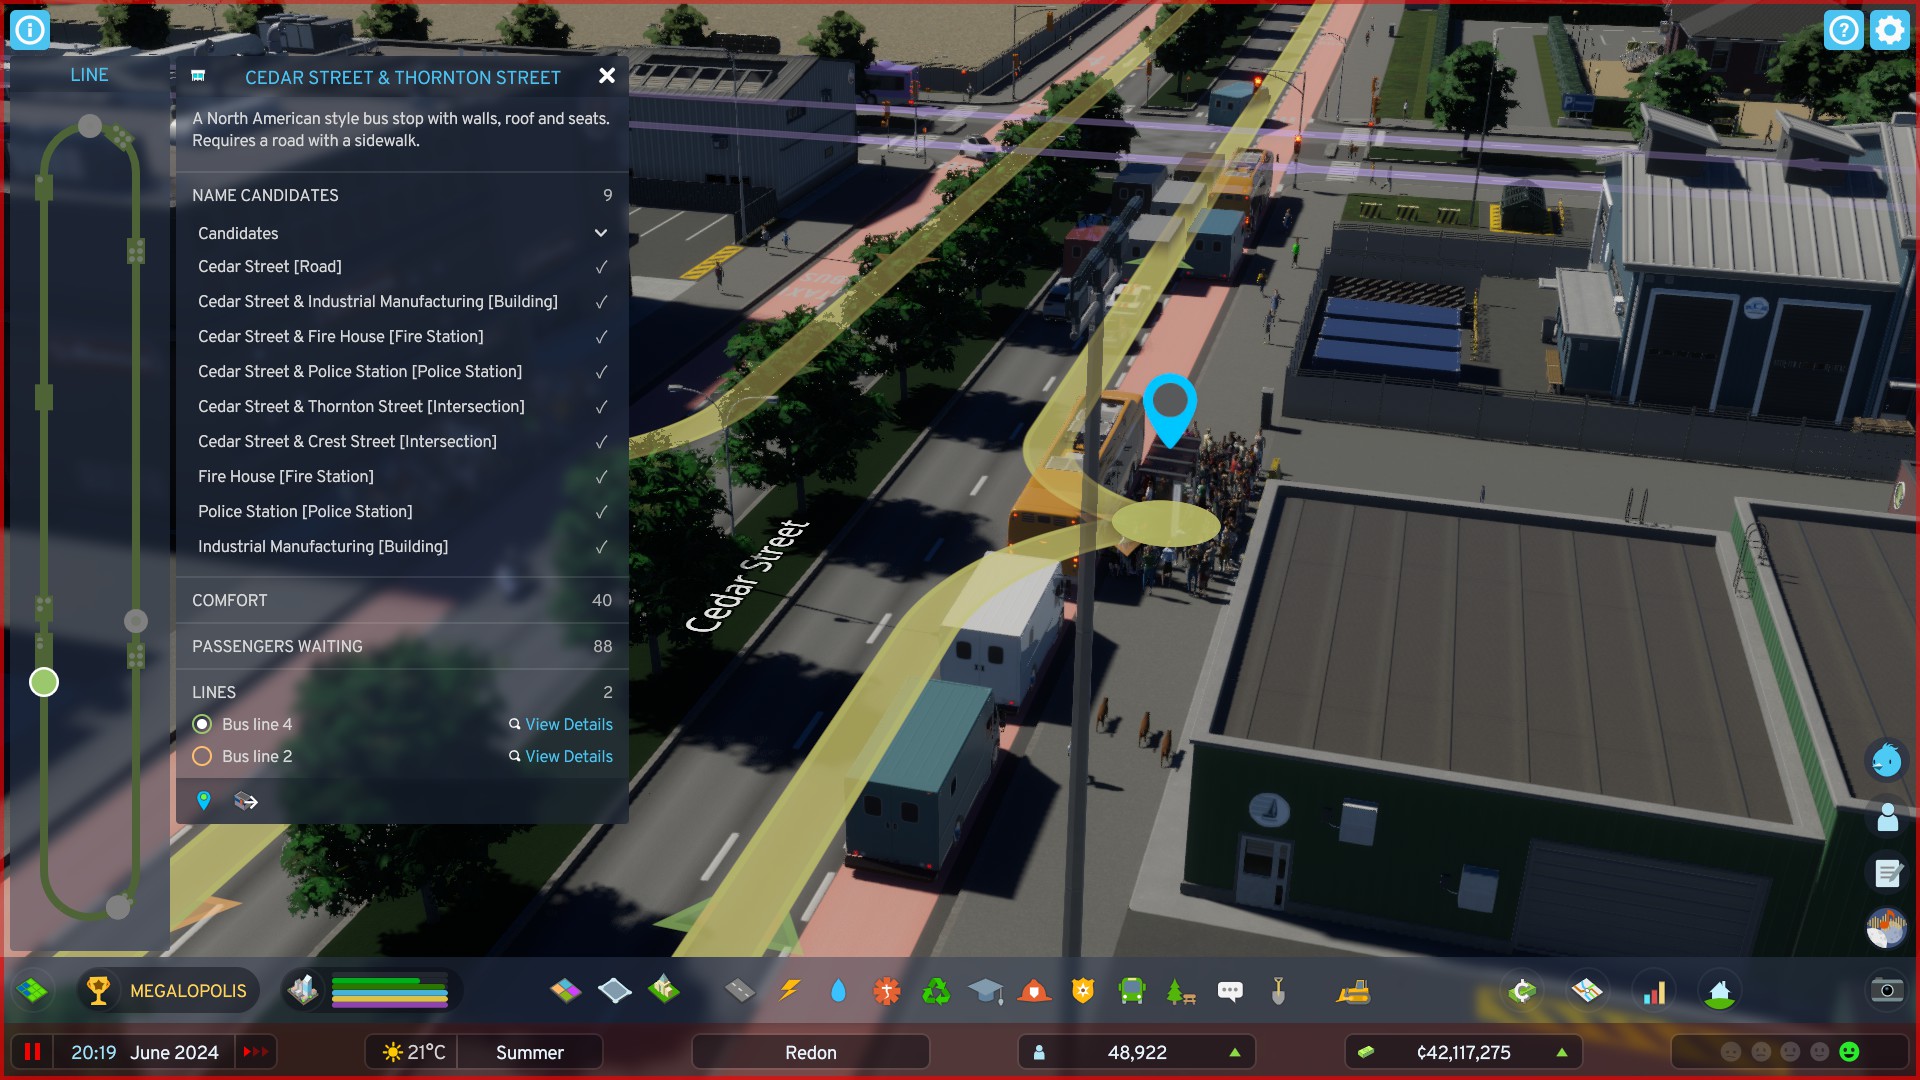 LINE
CEDAR STREET & THORNTON STREET
A North American style bus stop with walls, roof and seats.
Requires a road with a sidewalk.
NAME CANDIDATES 9
Candidates
Cedar Street [Road]
Cedar Street & Industrial Manufacturing [Building]
Cedar Street & Fire House [Fire Station]
Cedar Street & Police Station [Police Station]
Cedar Street & Thornton Street [Intersection]
Cedar Street & Crest Street [Intersection]
Fire House [Fire Station]
Police Station [Police Station]
Industrial Manufacturing [Building]
COMFORT 40
PASSENGERS WAITING 88
LINES 2
Bus line 4 View Details
Bus line 2 View Details
Cedar Street
MEGALOPOLIS
20:19 June 2024
21°C Summer
Redon
48,922
¢42,117,275